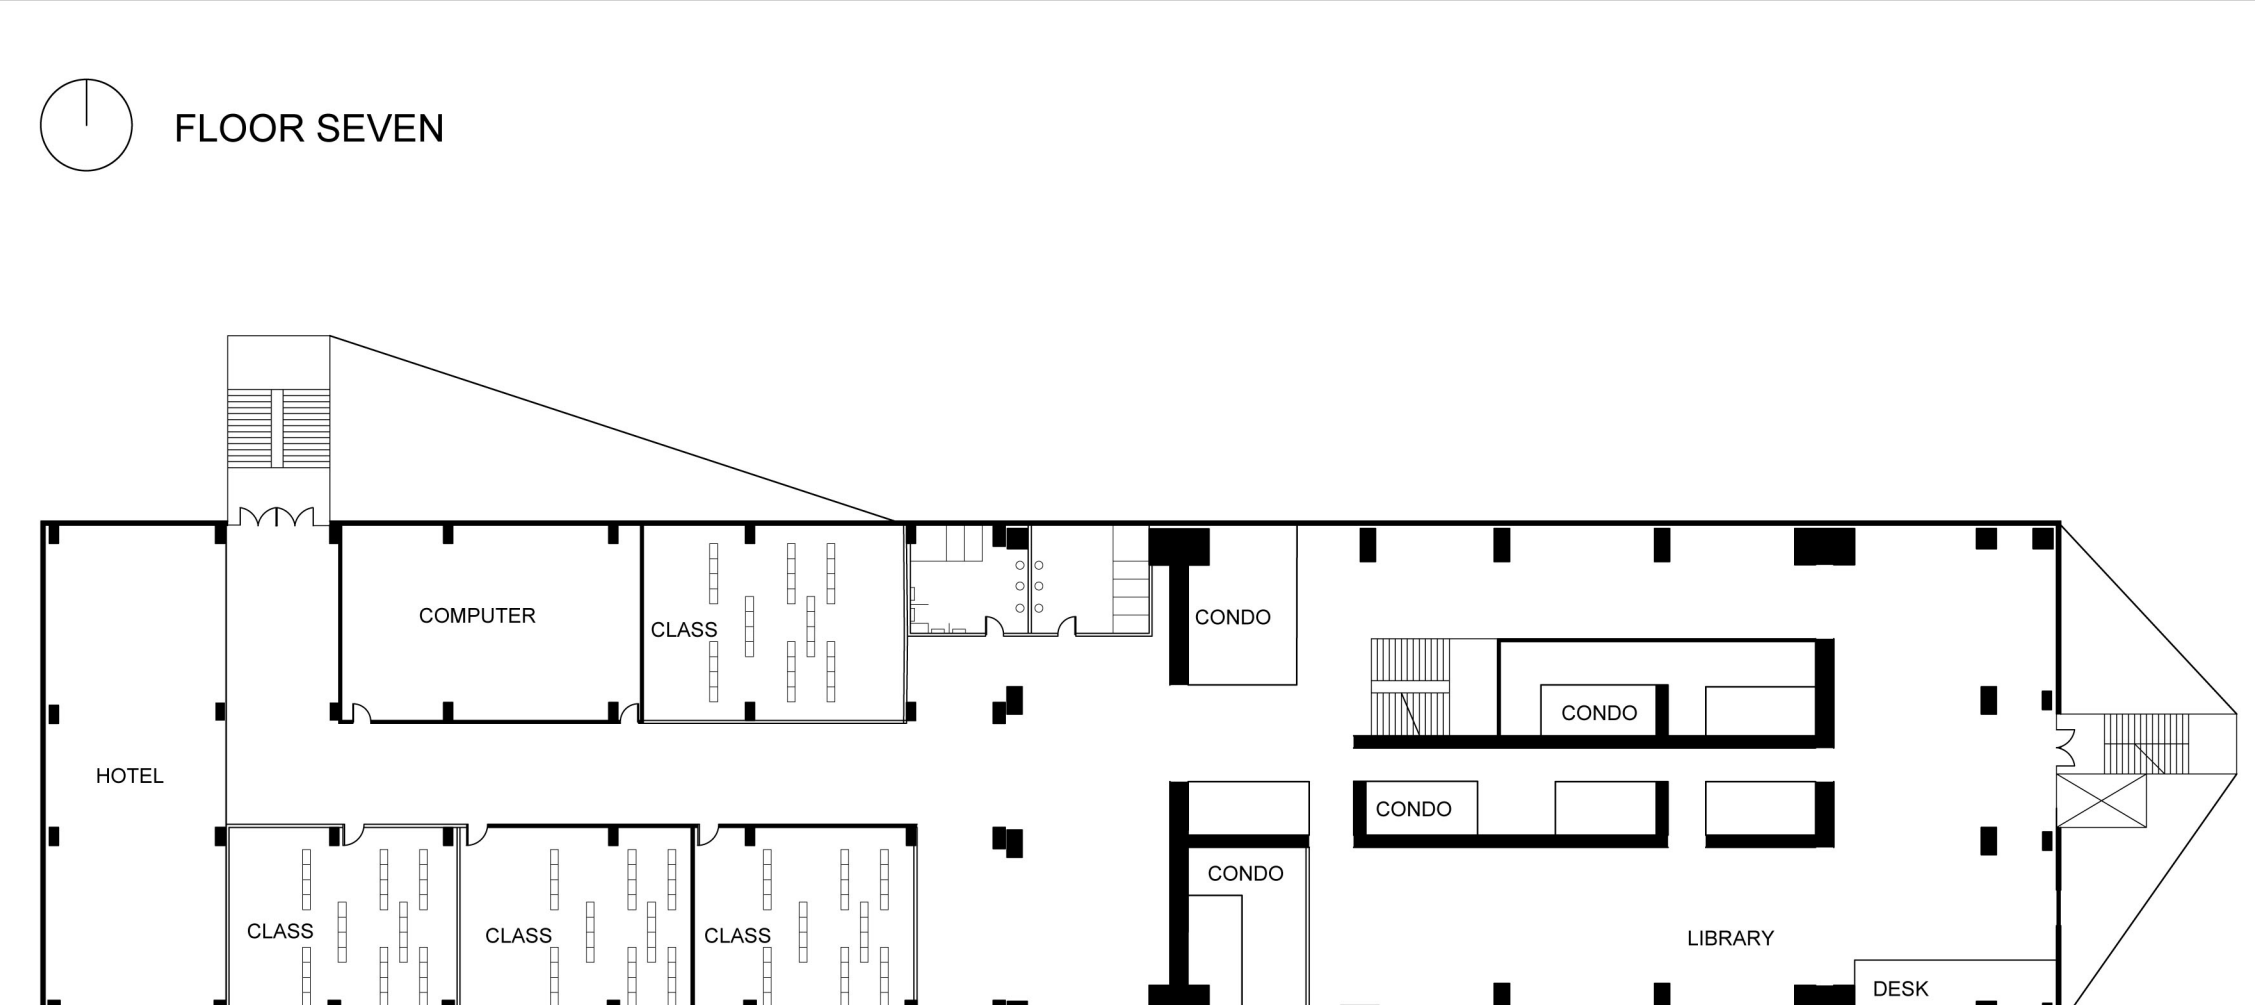 FLOOR SEVEN
COMPUTER
CLASS
CONDO
CONDO
HOTEL
CONDO
CONDO
CLASS
CLASS
CLASS
LIBRARY
DESK